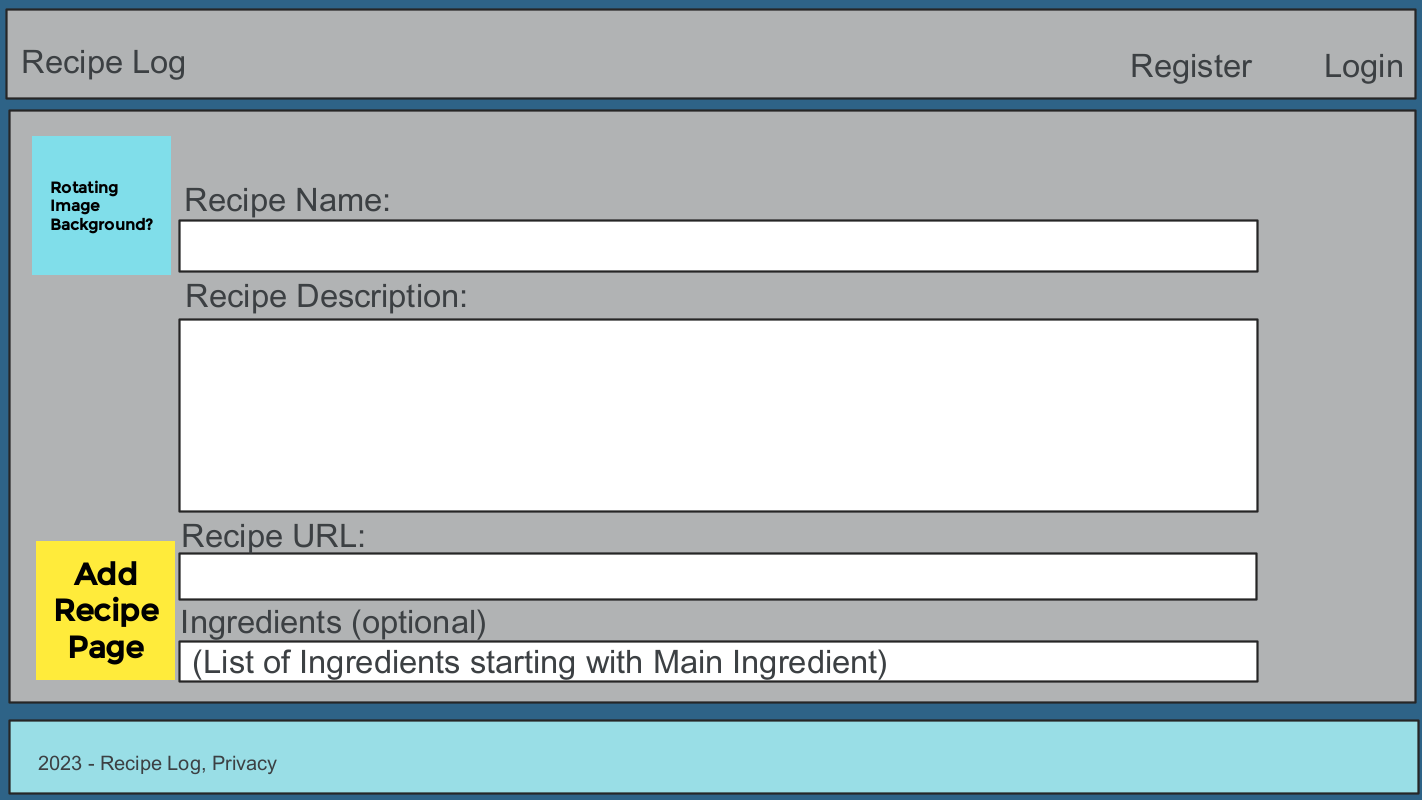 Recipe Log
Register
Login
Rotating
Image
Background?
Recipe Name:
Recipe Description:
Recipe URL:
Add
Recipe
Page
Ingredients (optional)
(List of Ingredients starting with Main Ingredient)
2023 - Recipe Log, Privacy